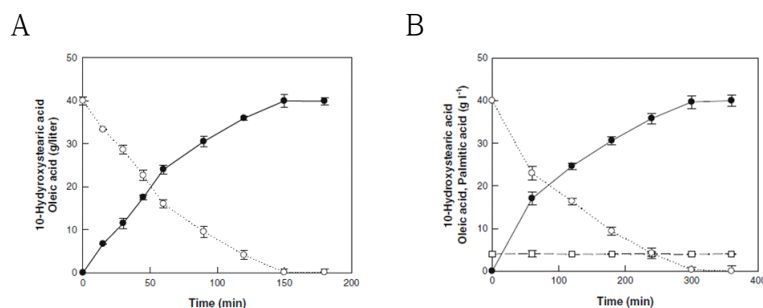 A
B
50
40
30
20
10
0
10-Hydyroxystearic acid
Oleic acid (g/liter)
0
50
100
150
200
Time (min)
50
40
30
20
10
0
10-Hydroxystearic acid
Oleic acid, Palmitic acid (g l⁻¹)
0
100
200
300
400
Time (min)